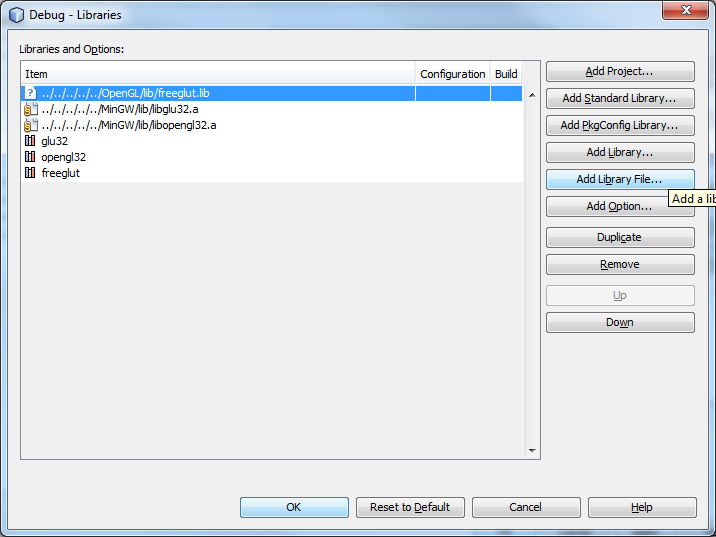 Debug - Libraries
Libraries and Options:
Item Configuration Build
../../../../../OpenGL/lib/freeglut.lib
../../../../../MinGW/lib/libglu32.a
../../../../../MinGW/lib/libopengl32.a
glu32
opengl32
freeglut
Add Project...
Add Standard Library...
Add PkgConfig Library...
Add Library...
Add Library File...
Add a lib
Add Option...
Duplicate
Remove
Up
Down
OK Reset to Default Cancel Help